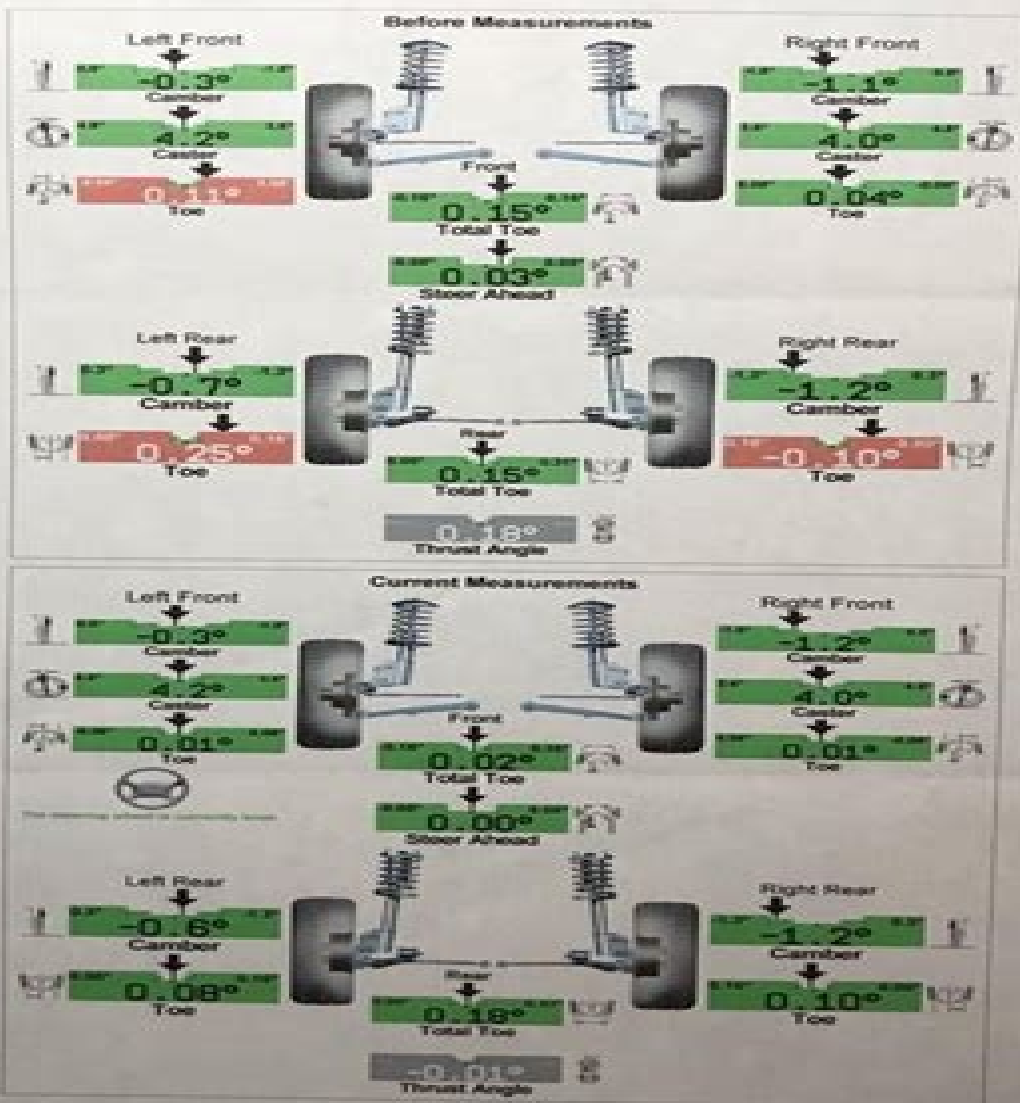 Before Measurements
Left Front
Right Front
-0.3°
Camber
-1.1°
Camber
4.2°
Caster
4.0°
Caster
0.11°
Toe
0.04°
Toe
Front
0.15°
Total Toe
0.03°
Steer Ahead
Left Rear
Right Rear
-0.7°
Camber
-1.2°
Camber
0.25°
Toe
-0.10°
Toe
Rear
0.15°
Total Toe
0.18°
Thrust Angle
Current Measurements
Left Front
Right Front
-0.3°
Camber
-1.2°
Camber
4.2°
Caster
4.0°
Caster
0.01°
Toe
0.01°
Toe
Front
0.02°
Total Toe
The steering wheel is currently level.
0.00°
Steer Ahead
Left Rear
Right Rear
-0.6°
Camber
-1.2°
Camber
0.08°
Toe
0.10°
Toe
Rear
0.18°
Total Toe
-0.01°
Thrust Angle